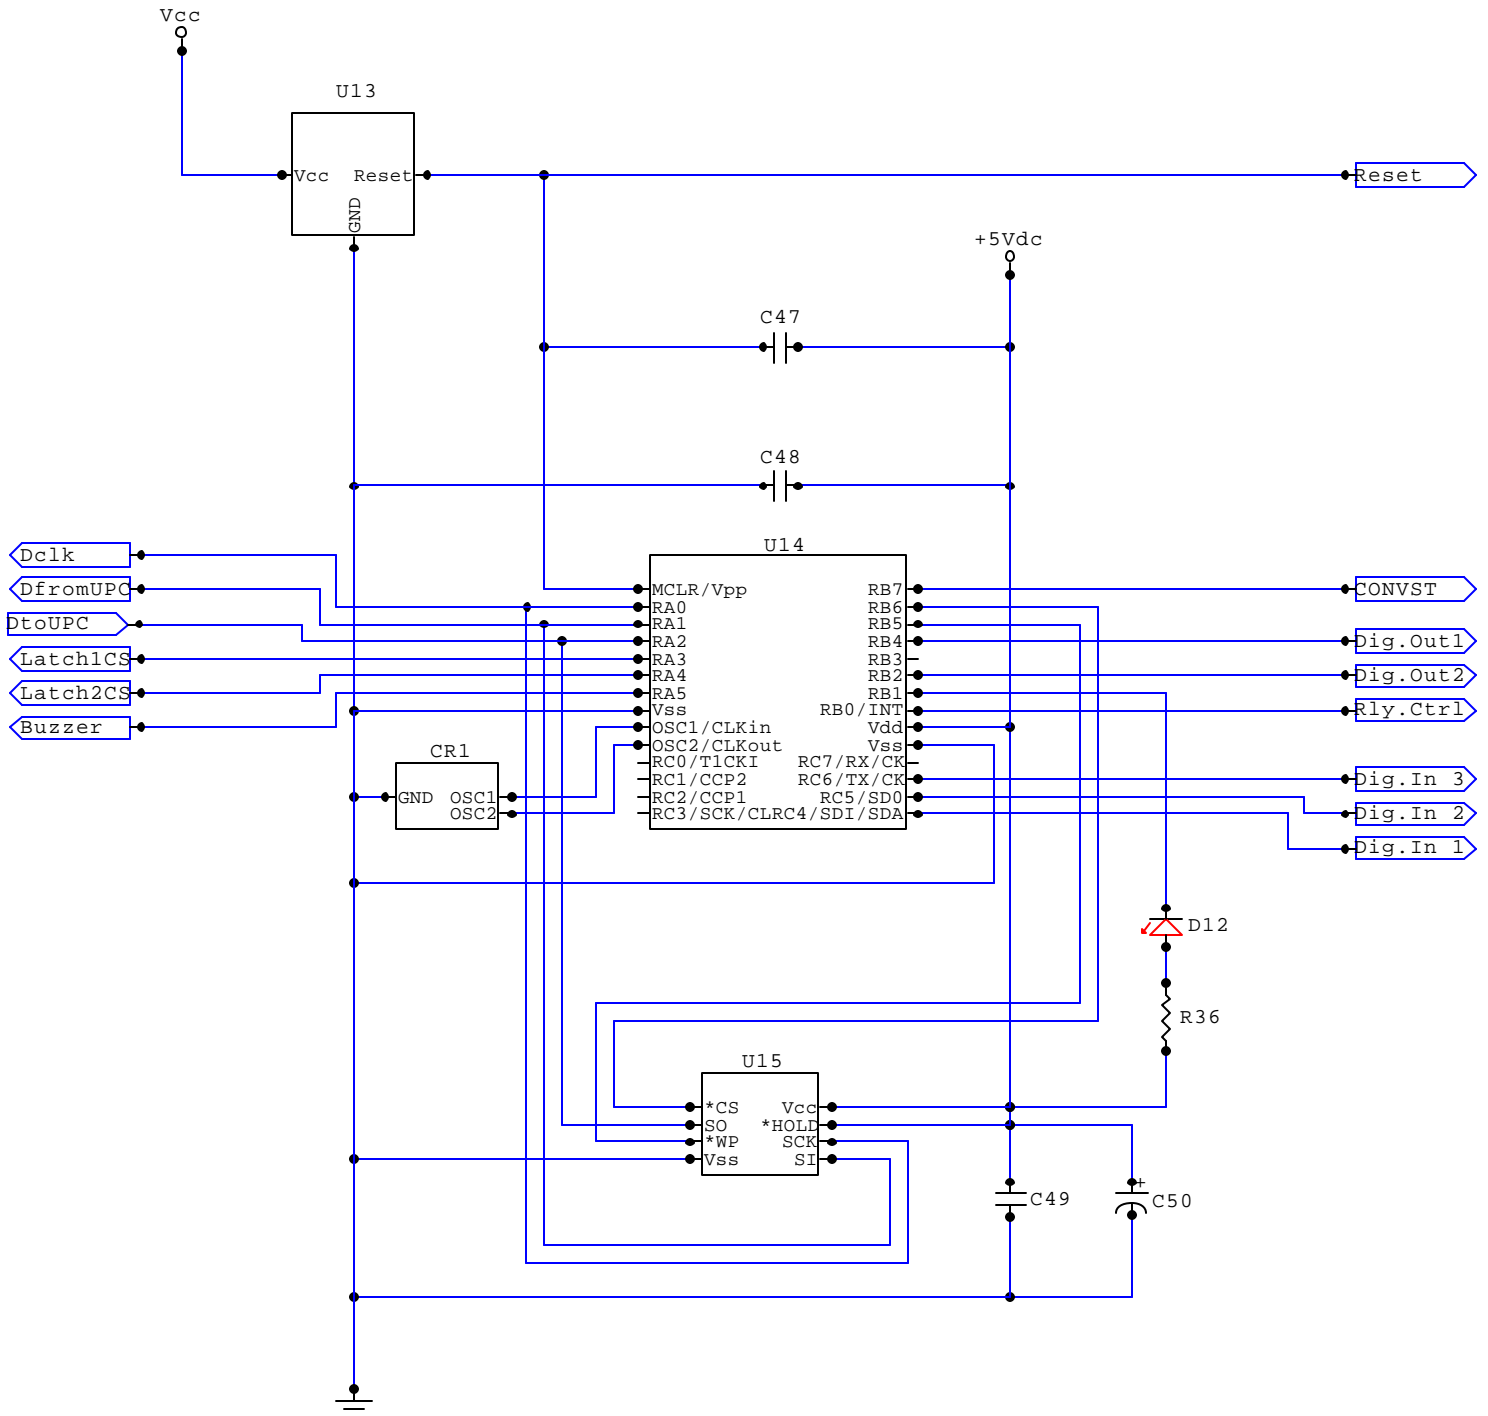 Vcc
U13
Vcc Reset
GND
Reset
+5Vdc
C47
C48
Dclk
DfromUPC
DtoUPC
Latch1CS
Latch2CS
Buzzer
U14
MCLR/Vpp RB7
RA0 RB6
RA1 RB5
RA2 RB4
RA3 RB3
RA4 RB2
RA5 RB1
Vss RB0/INT
OSC1/CLKin Vdd
OSC2/CLKout Vss
RC0/T1CKI RC7/RX/CK
RC1/CCP2 RC6/TX/CK
RC2/CCP1 RC5/SD0
RC3/SCK/CLRC4/SDI/SDA
CONVST
Dig.Out1
Dig.Out2
Rly.Ctrl
Dig.In 3
Dig.In 2
Dig.In 1
CR1
GND OSC1
OSC2
D12
R36
U15
*CS Vcc
SO *HOLD
*WP SCK
Vss SI
C49
+
C50